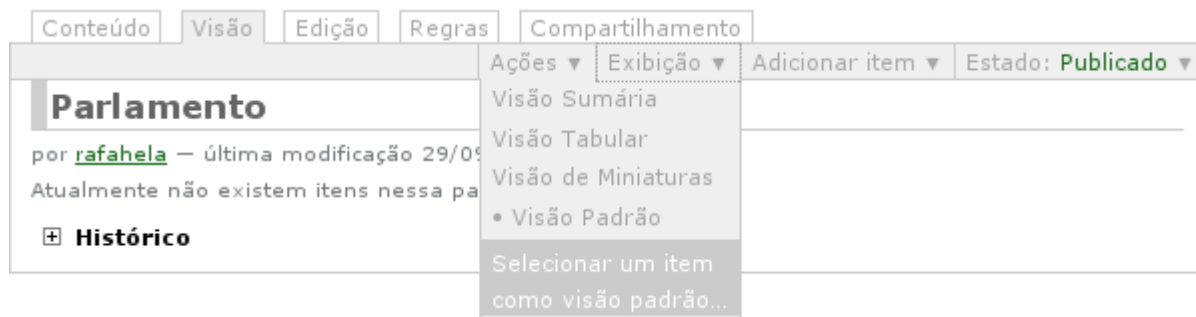 Conteúdo Visão Edição Regras Compartilhamento
Ações ▼ Exibição ▼ Adicionar item ▼ Estado: Publicado ▼
Parlamento
por rafahela — última modificação 29/09
Atualmente não existem itens nessa pa
Histórico
Visão Sumária
Visão Tabular
Visão de Miniaturas
• Visão Padrão
Selecionar um item
como visão padrão...